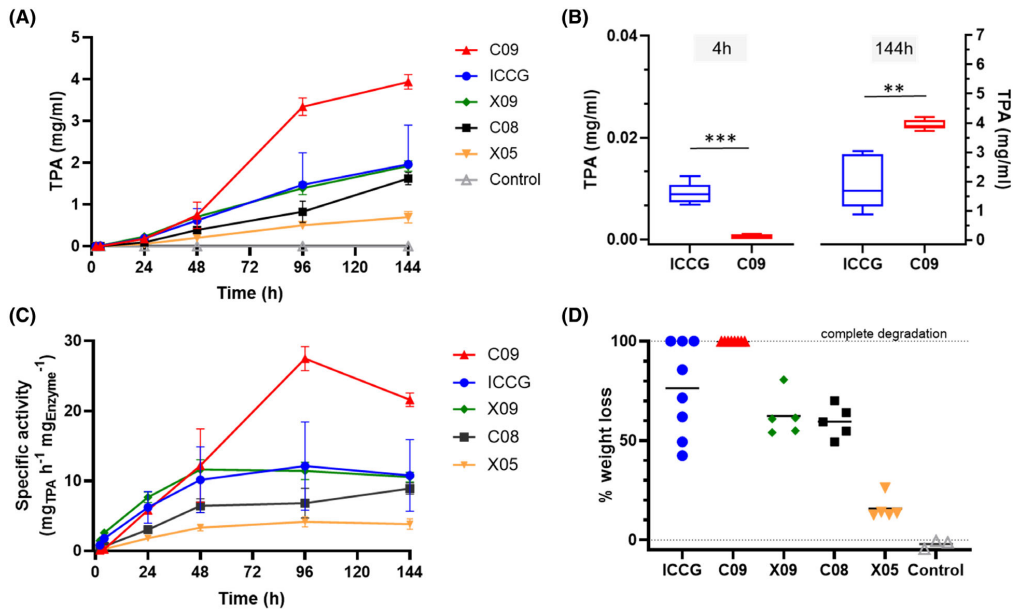 (A)
TPA (mg/ml)
5
4
3
2
1
0
0
24
48
72
96
120
144
Time (h)
C09
ICCG
X09
C08
X05
Control
(B)
TPA (mg/ml)
0.04
0.02
0.00
4h
144h
***
**
ICCG
C09
ICCG
C09
7
6
5
4
3
2
1
0
TPA (mg/ml)
(C)
Specific activity
(mgTPA h⁻¹ mgEnzyme⁻¹)
30
20
10
0
0
24
48
72
96
120
144
Time (h)
C09
ICCG
X09
C08
X05
(D)
% weight loss
100
50
0
complete degradation
ICCG
C09
X09
C08
X05
Control